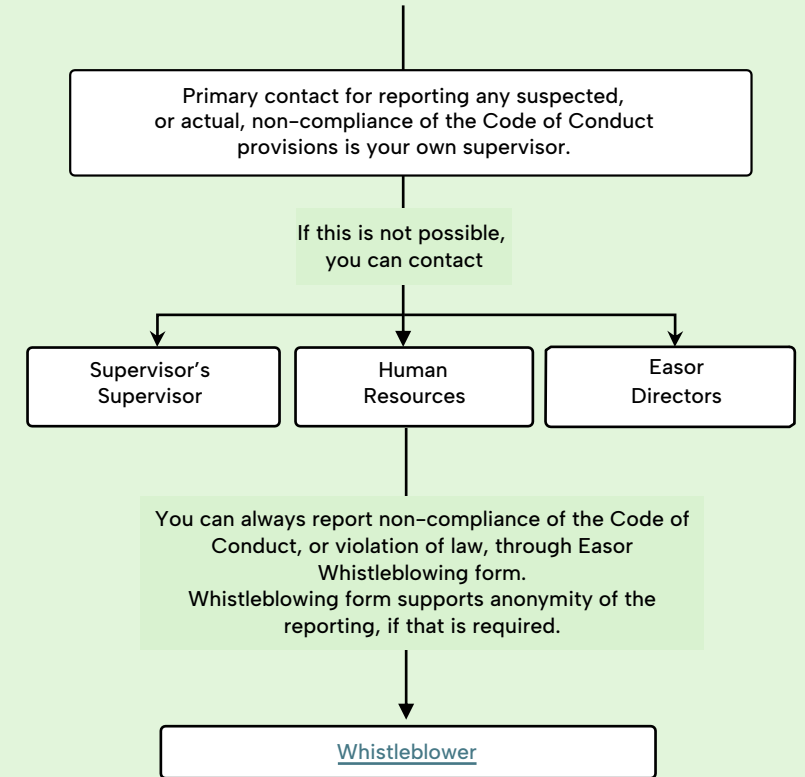 Primary contact for reporting any suspected,
or actual, non-compliance of the Code of Conduct
provisions is your own supervisor.
If this is not possible,
you can contact
Supervisor's
Supervisor
Human
Resources
Easor
Directors
You can always report non-compliance of the Code of
Conduct, or violation of law, through Easor
Whistleblowing form.
Whistleblowing form supports anonymity of the
reporting, if that is required.
Whistleblower